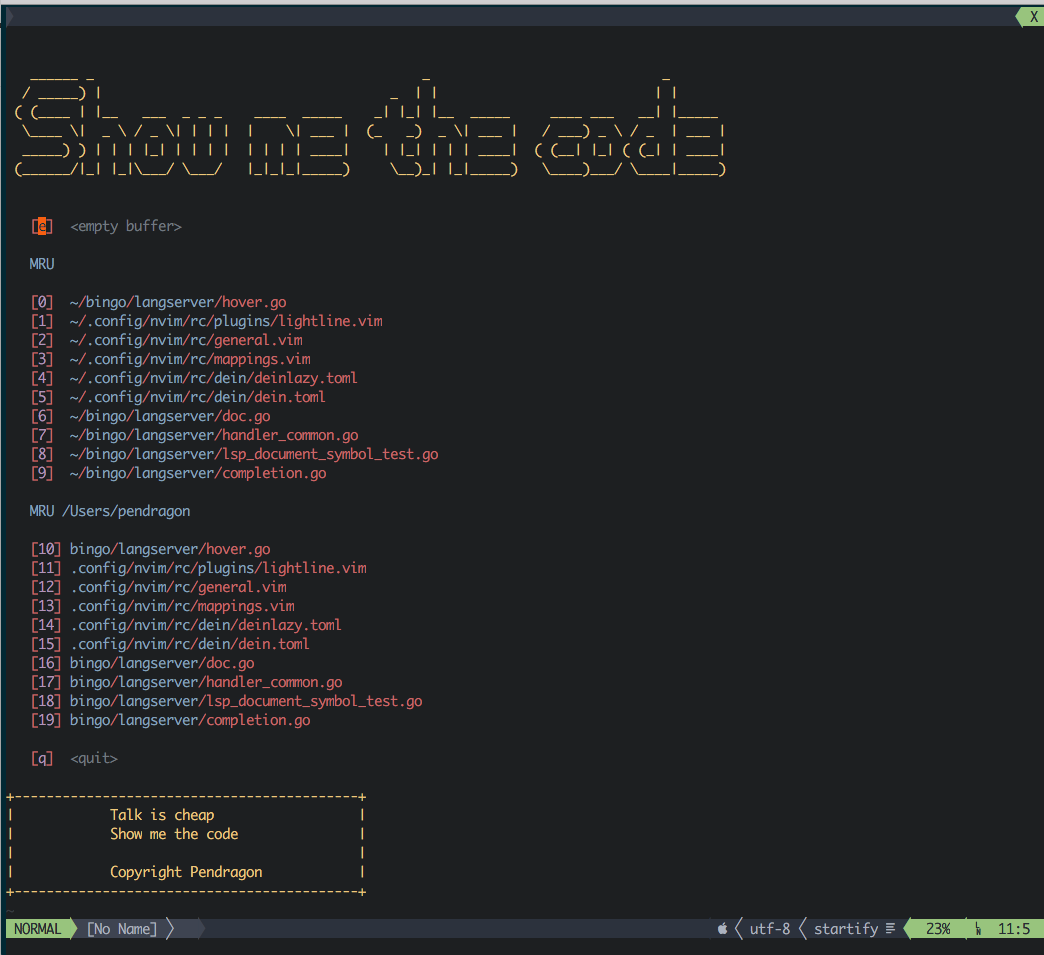 X
Show me the code
[e] <empty buffer>
MRU
[0] ~/bingo/langserver/hover.go
[1] ~/.config/nvim/rc/plugins/lightline.vim
[2] ~/.config/nvim/rc/general.vim
[3] ~/.config/nvim/rc/mappings.vim
[4] ~/.config/nvim/rc/dein/deinlazy.toml
[5] ~/.config/nvim/rc/dein/dein.toml
[6] ~/bingo/langserver/doc.go
[7] ~/bingo/langserver/handler_common.go
[8] ~/bingo/langserver/lsp_document_symbol_test.go
[9] ~/bingo/langserver/completion.go
MRU /Users/pendragon
[10] bingo/langserver/hover.go
[11] .config/nvim/rc/plugins/lightline.vim
[12] .config/nvim/rc/general.vim
[13] .config/nvim/rc/mappings.vim
[14] .config/nvim/rc/dein/deinlazy.toml
[15] .config/nvim/rc/dein/dein.toml
[16] bingo/langserver/doc.go
[17] bingo/langserver/handler_common.go
[18] bingo/langserver/lsp_document_symbol_test.go
[19] bingo/langserver/completion.go
[q] <quit>
Talk is cheap
Show me the code
Copyright Pendragon
~
NORMAL [No Name] utf-8 startify 23% LN 11:5